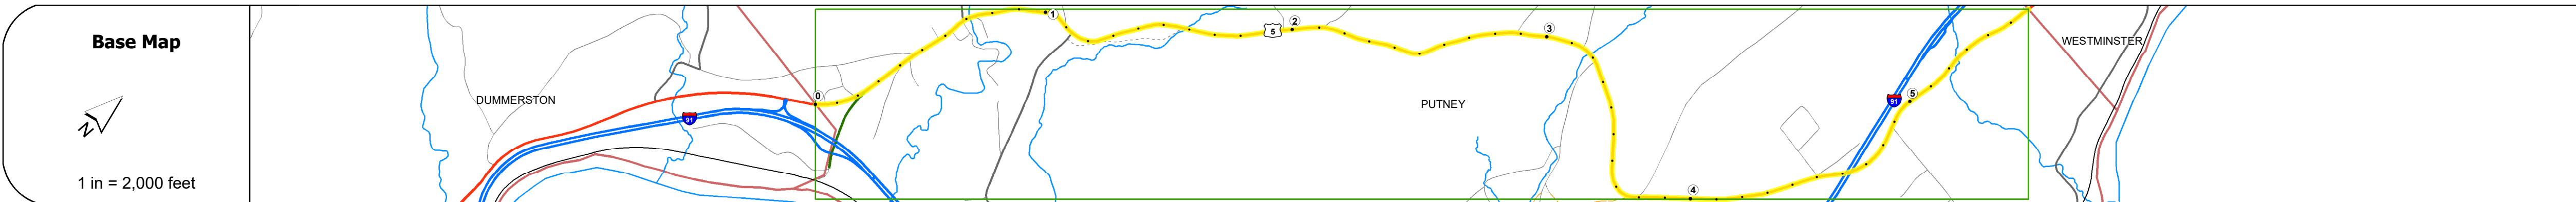 Base Map
N
1 in = 2,000 feet
DUMMERSTON
91
0
1
5
2
3
PUTNEY
4
91
5
WESTMINSTER